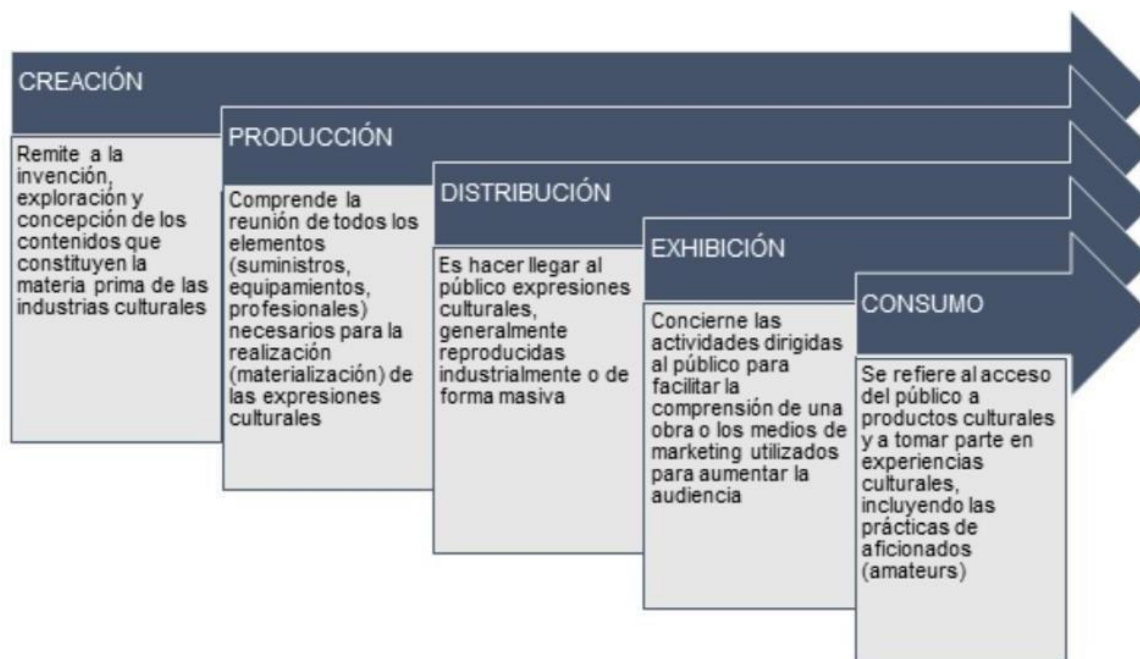 CREACIÓN
Remite a la
invención,
exploración y
concepción de los
contenidos que
constituyen la
materia prima de las
industrias culturales
PRODUCCIÓN
Comprende la
reunión de todos los
elementos
(suministros,
equipamientos,
profesionales)
necesarios para la
realización
(materialización) de
las expresiones
culturales
DISTRIBUCIÓN
Es hacer llegar al
público expresiones
culturales,
generalmente
reproducidas
industrialmente o de
forma masiva
EXHIBICIÓN
Concierne las
actividades dirigidas
al público para
facilitar la
comprensión de una
obra o los medios de
marketing utilizados
para aumentar la
audiencia
CONSUMO
Se refiere al acceso
del público a
productos culturales
y a tomar parte en
experiencias
culturales,
incluyendo las
prácticas de
aficionados
(amateurs)